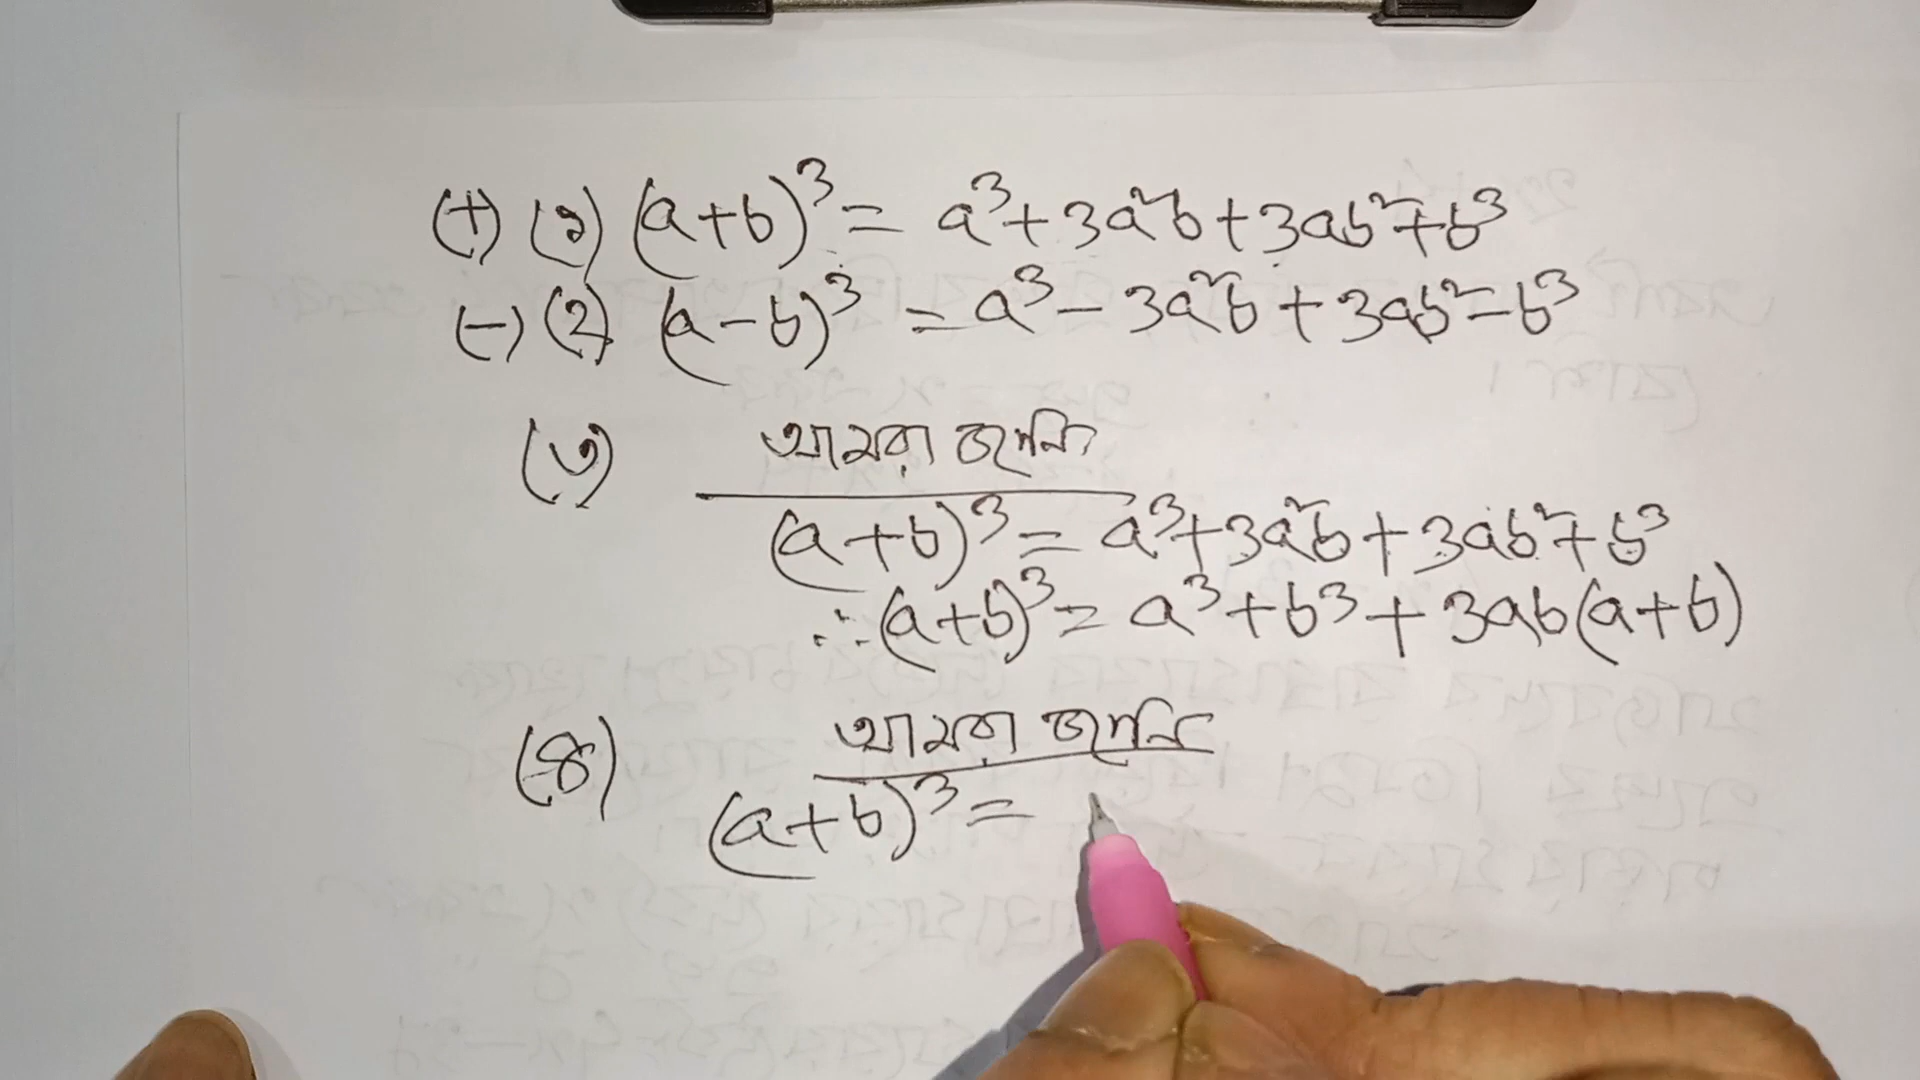 (+) (১) (a+b)³ = a³+3a²b+3ab²+b³
(-) (২) (a-b)³ = a³-3a²b+3ab²-b³
(৩) আমরা জানি
(a+b)³ = a³+3a²b+3ab²+b³
∴ (a+b)³ = a³+b³+3ab(a+b)
(৪) আমরা জানি
(a+b)³ =